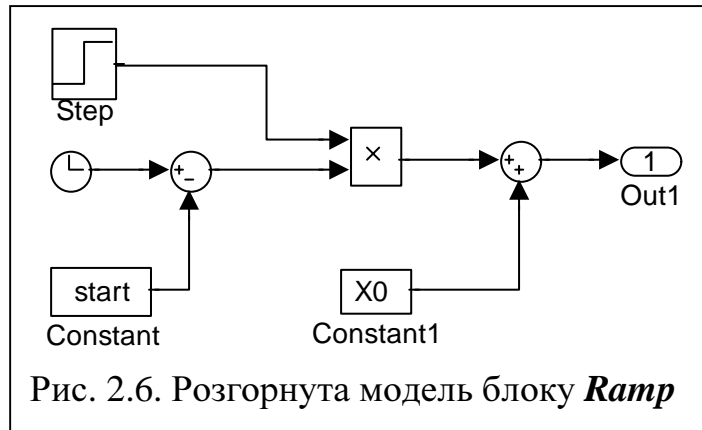 Step
start
Constant
×
X0
Constant1
1
Out1
Рис. 2.6. Розгорнута модель блоку Ramp